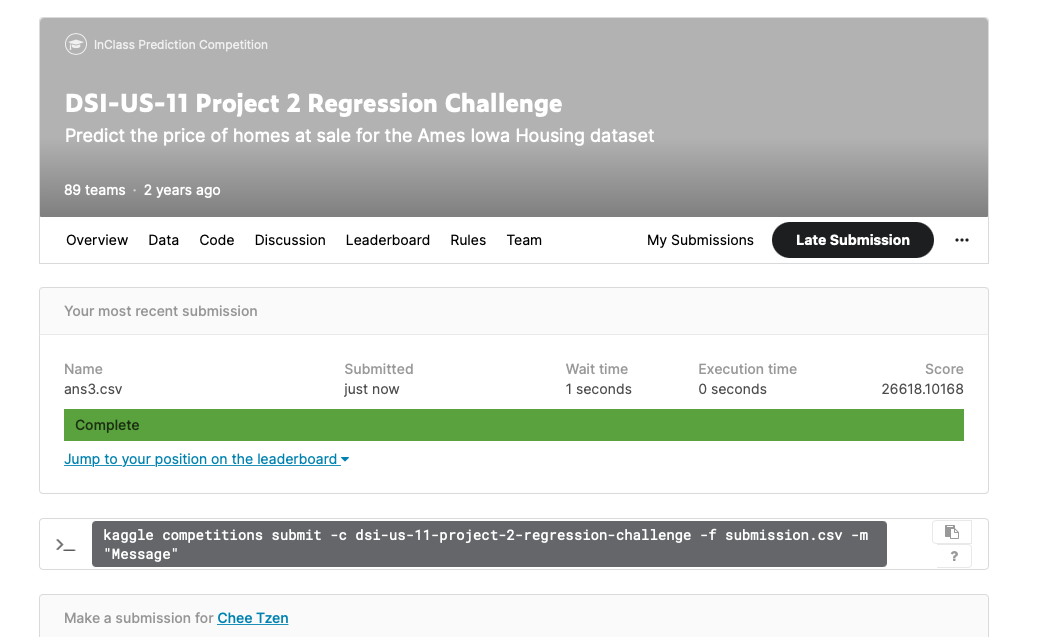 InClass Prediction Competition
DSI-US-11 Project 2 Regression Challenge
Predict the price of homes at sale for the Ames Iowa Housing dataset
89 teams · 2 years ago
Overview Data Code Discussion Leaderboard Rules Team My Submissions Late Submission ...
Your most recent submission
Name Submitted Wait time Execution time Score
ans3.csv just now 1 seconds 0 seconds 26618.10168
Complete
Jump to your position on the leaderboard
>_ kaggle competitions submit -c dsi-us-11-project-2-regression-challenge -f submission.csv -m
"Message"
?
Make a submission for Chee Tzen